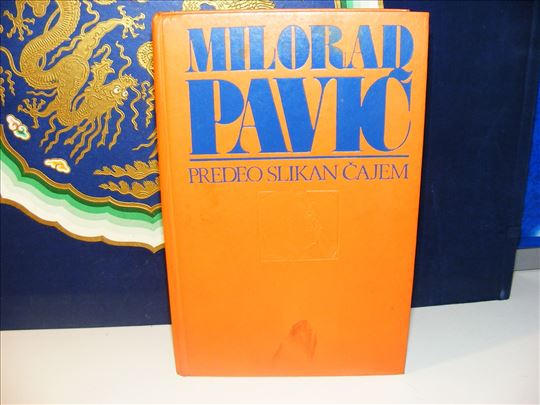 MILORAD
PAVIĆ
PREDEO SLIKAN ČAJEM